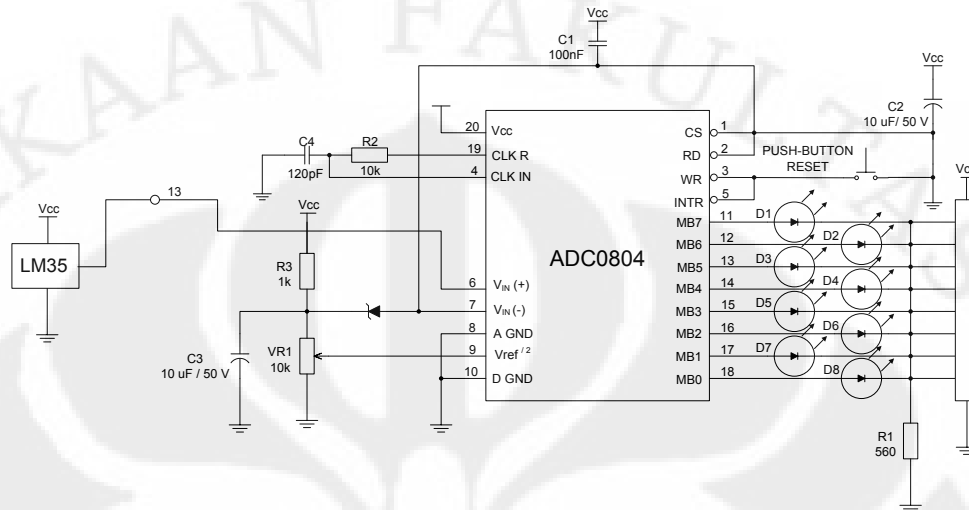 KAAN FAKULTAS
Vcc
C1
100nF
Vcc
C2
10 uF/ 50 V
20 Vcc
CS 1
C4
R2
19 CLK R
RD 2
120pF
10k
4 CLK IN
WR 3
PUSH-BUTTON
RESET
INTR 5
13
Vcc
Vcc
LM35
R3
1k
ADC0804
MB7 11 D1
MB6 12 D2
MB5 13 D3
MB4 14 D4
MB3 15 D5
MB2 16 D6
MB1 17 D7
MB0 18 D8
6 VIN (+)
7 VIN (-)
8 A GND
9 Vref / 2
10 D GND
C3
10 uF / 50 V
VR1
10k
R1
560